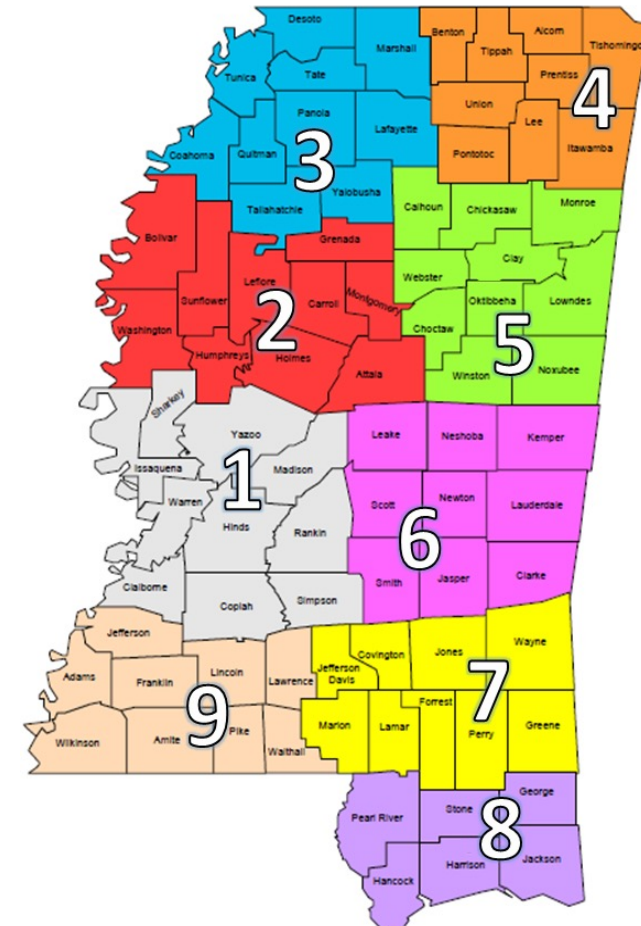 Desoto
Benton
Alcorn
Tippah
Tishomingo
Marshall
Tunica
Tate
Prentiss
4
Panola
Union
Lee
Lafayette
Coahoma
Quitman
3
Pontotoc
Itawamba
Yalobusha
Tallahatchie
Calhoun
Chickasaw
Monroe
Bolivar
Grenada
Clay
Webster
Leflore
Sunflower
Carroll
Montgomery
Oktibbeha
Lowndes
2
Washington
Choctaw
5
Humphreys
Holmes
Attala
Winston
Noxubee
Sharkey
Yazoo
Leake
Neshoba
Kemper
Issaquena
1
Madison
Warren
Scott
Newton
Lauderdale
Hinds
Rankin
6
Claiborne
Smith
Jasper
Clarke
Copiah
Simpson
Jefferson
Covington
Jones
Wayne
Adams
Franklin
Lincoln
Lawrence
Jefferson
Davis
7
9
Forrest
Marion
Lamar
Perry
Greene
Wilkinson
Amite
Pike
Walthall
George
Stone
Pearl River
8
Hancock
Harrison
Jackson